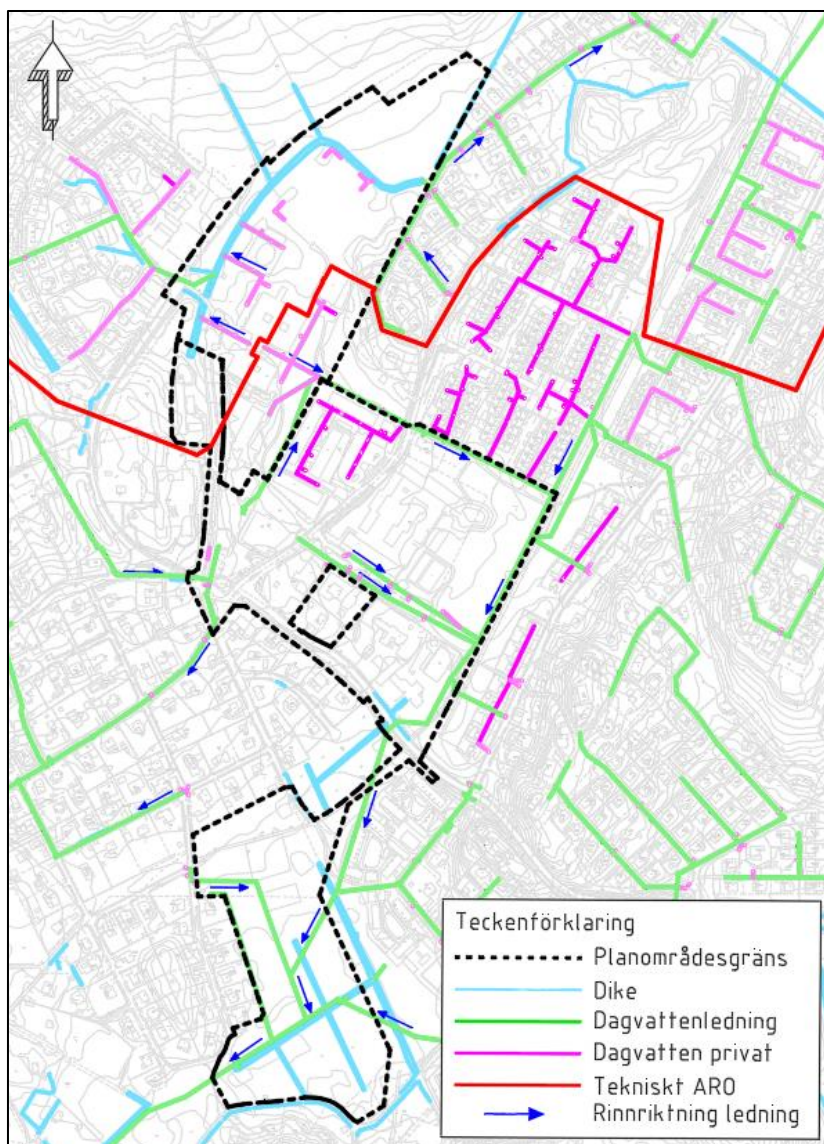 Teckenförklaring
Planområdesgräns
Dike
Dagvattenledning
Dagvatten privat
Tekniskt ARO
Rinnriktning ledning